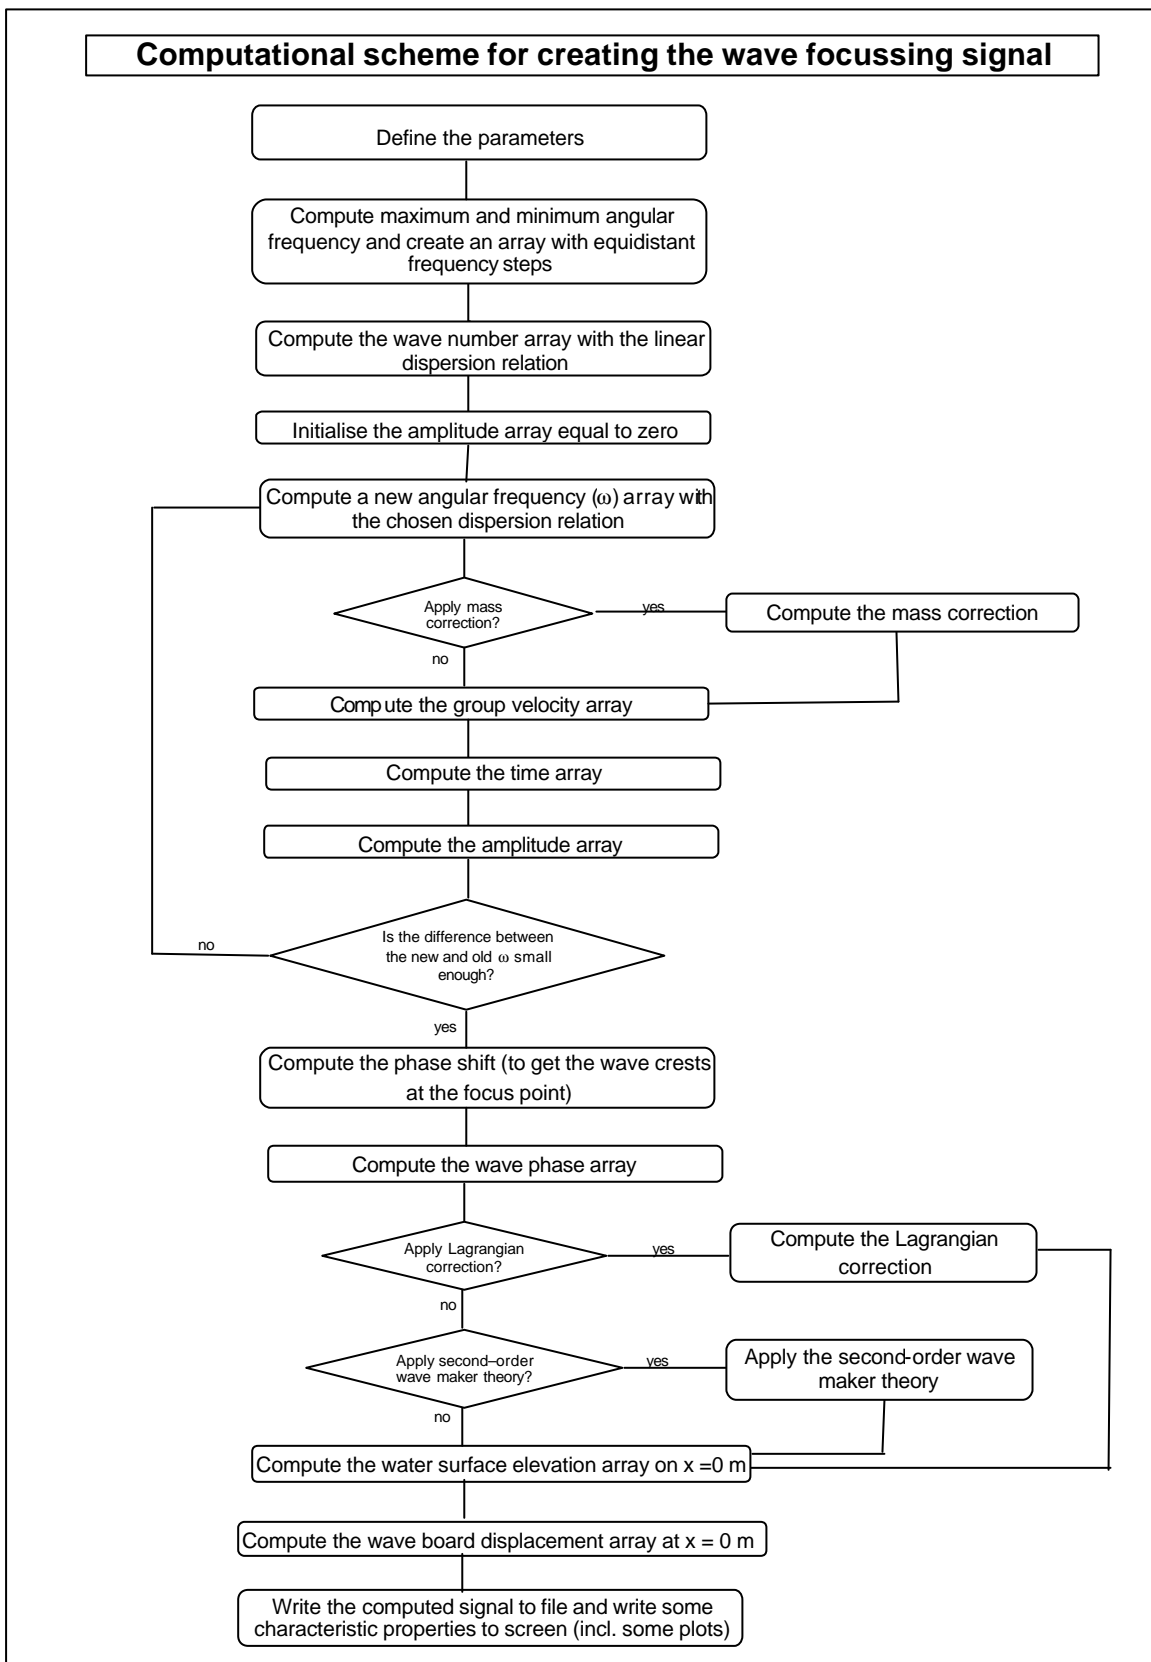 Computational scheme for creating the wave focussing signal
Define the parameters
Compute maximum and minimum angular
frequency and create an array with equidistant
frequency steps
Compute the wave number array with the linear
dispersion relation
Initialise the amplitude array equal to zero
Compute a new angular frequency (ω) array with
the chosen dispersion relation
Apply mass
correction?
yes
Compute the mass correction
no
Compute the group velocity array
Compute the time array
Compute the amplitude array
Is the difference between
the new and old ω small
enough?
no
yes
Compute the phase shift (to get the wave crests
at the focus point)
Compute the wave phase array
Apply Lagrangian
correction?
yes
Compute the Lagrangian
correction
no
Apply second–order
wave maker theory?
yes
Apply the second-order wave
maker theory
no
Compute the water surface elevation array on x =0 m
Compute the wave board displacement array at x = 0 m
Write the computed signal to file and write some
characteristic properties to screen (incl. some plots)